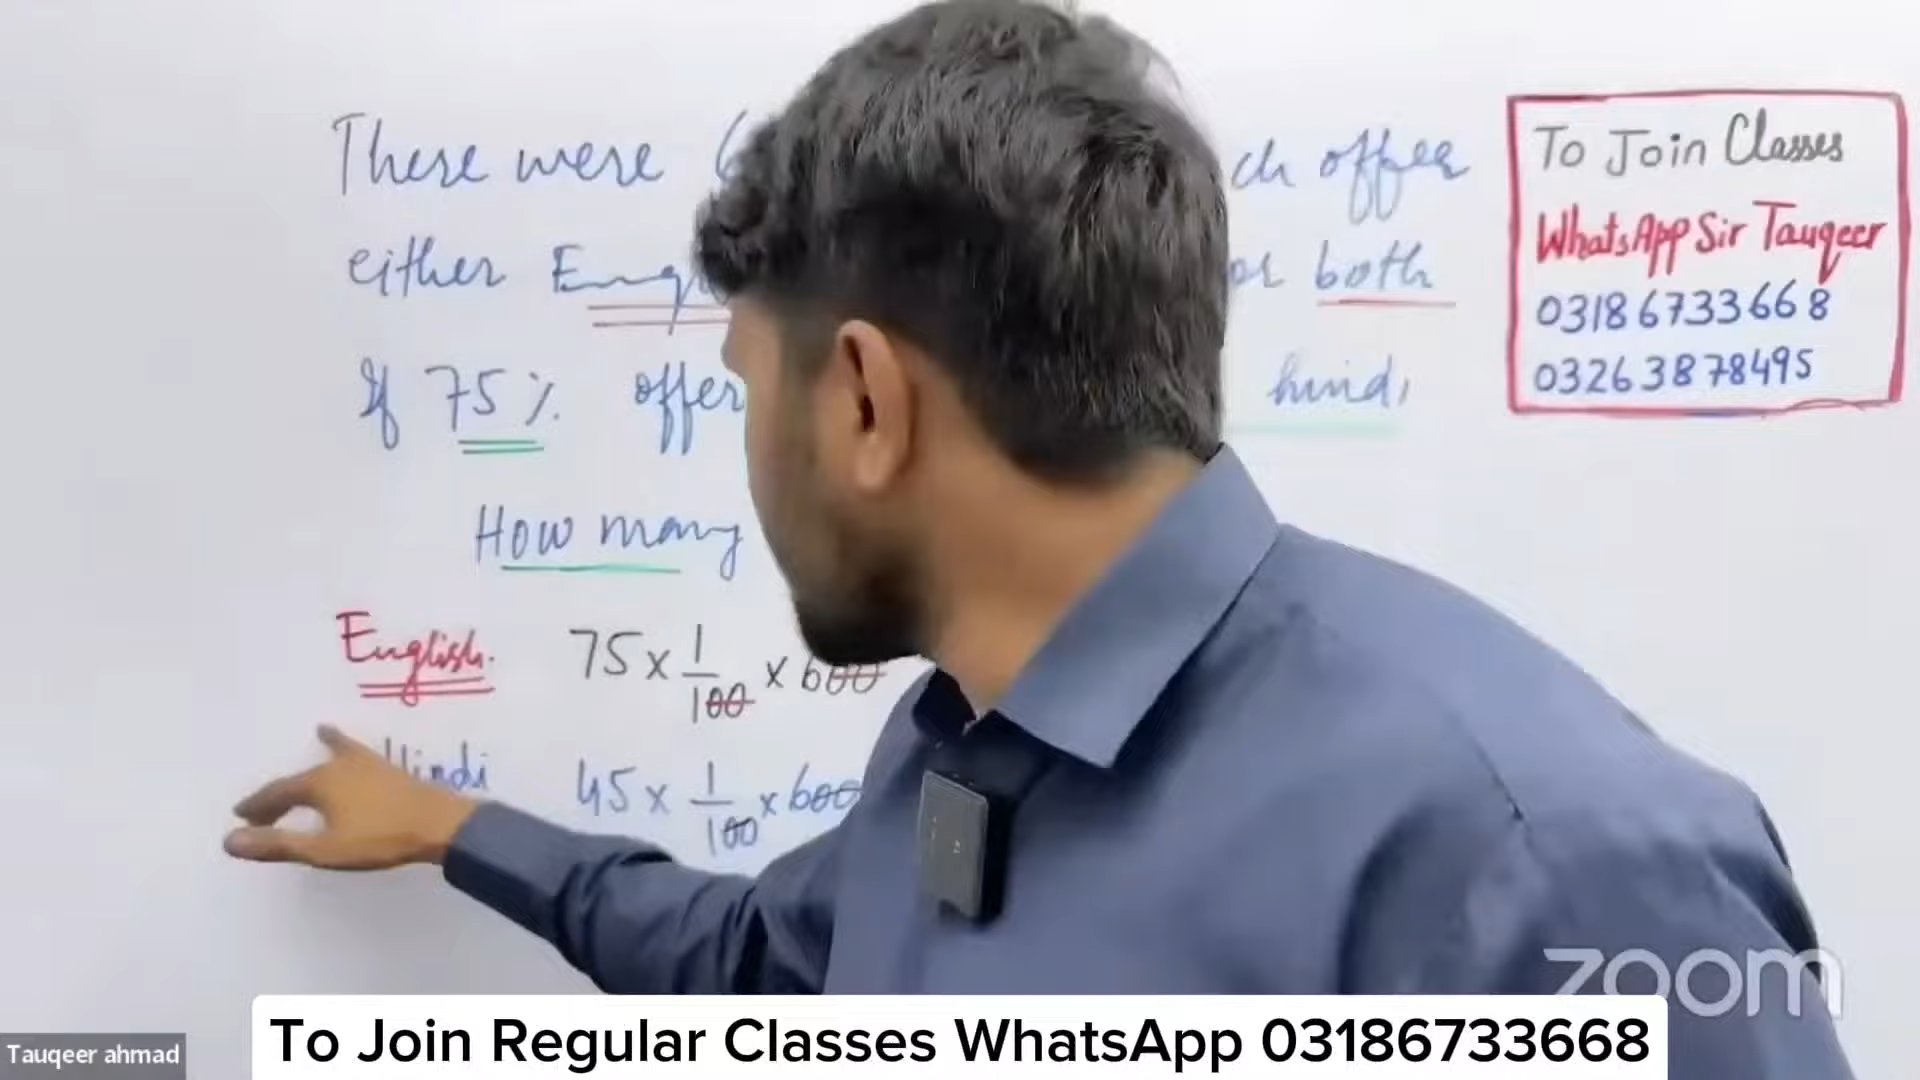 There were 6
ch offer
either Eng
or both
If 75% offer
hindi
How many
English.
75 × 1/100 × 600
Hindi
45 × 1/100 × 600
To Join Classes
WhatsApp Sir Tauqeer
03186733668
03263878495
zoom
To Join Regular Classes WhatsApp 03186733668
Tauqeer ahmad